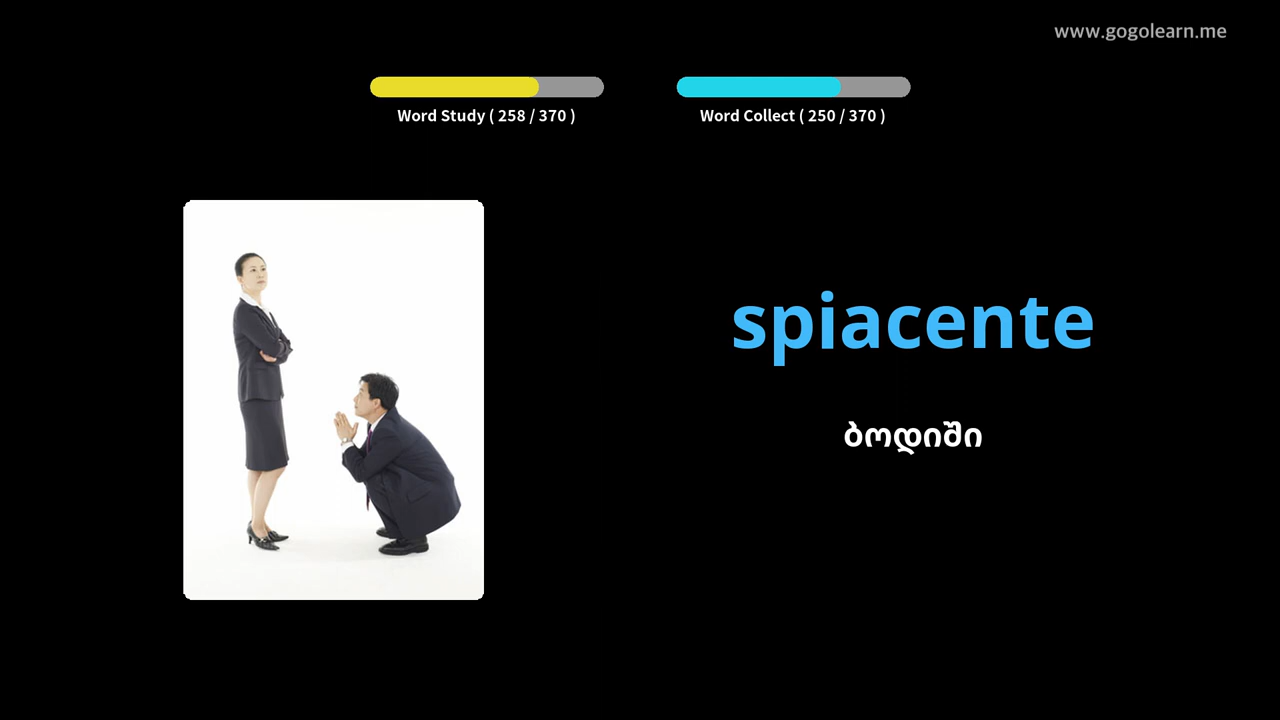 www.gogolearn.me
Word Study ( 258 / 370 )
Word Collect ( 250 / 370 )
spiacente
ბოდიში